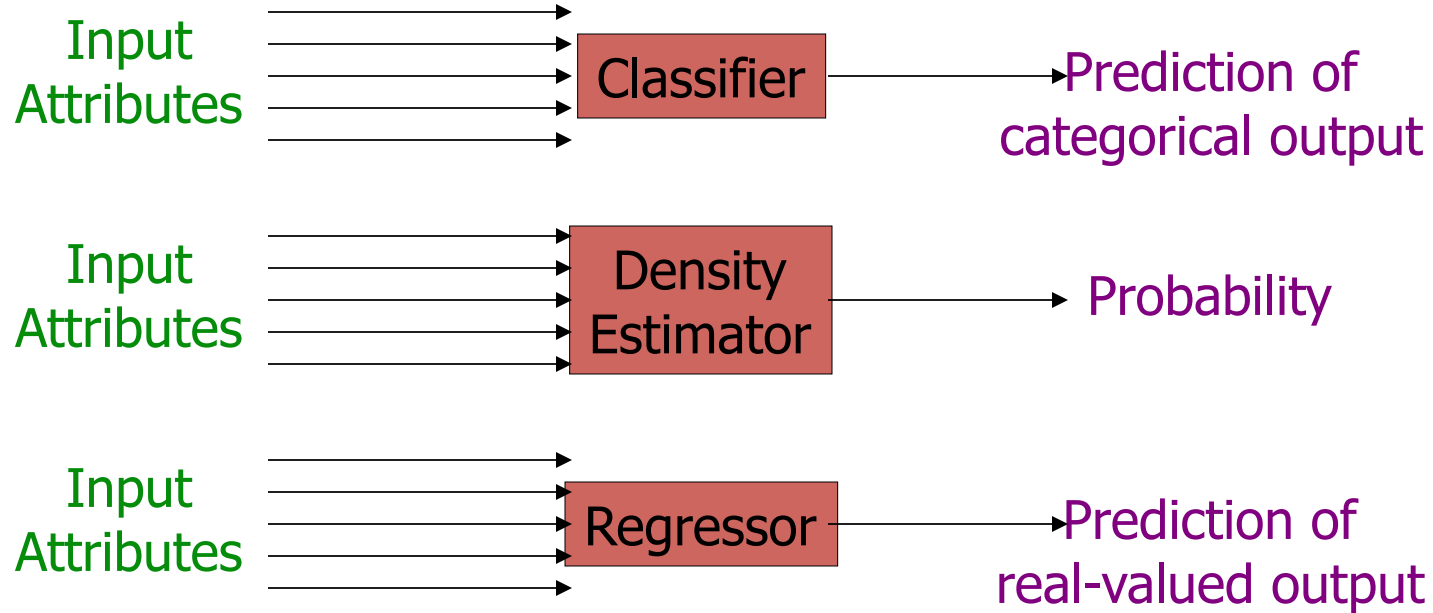 Input
Attributes
Classifier
Prediction of
categorical output
Input
Attributes
Density
Estimator
Probability
Input
Attributes
Regressor
Prediction of
real-valued output